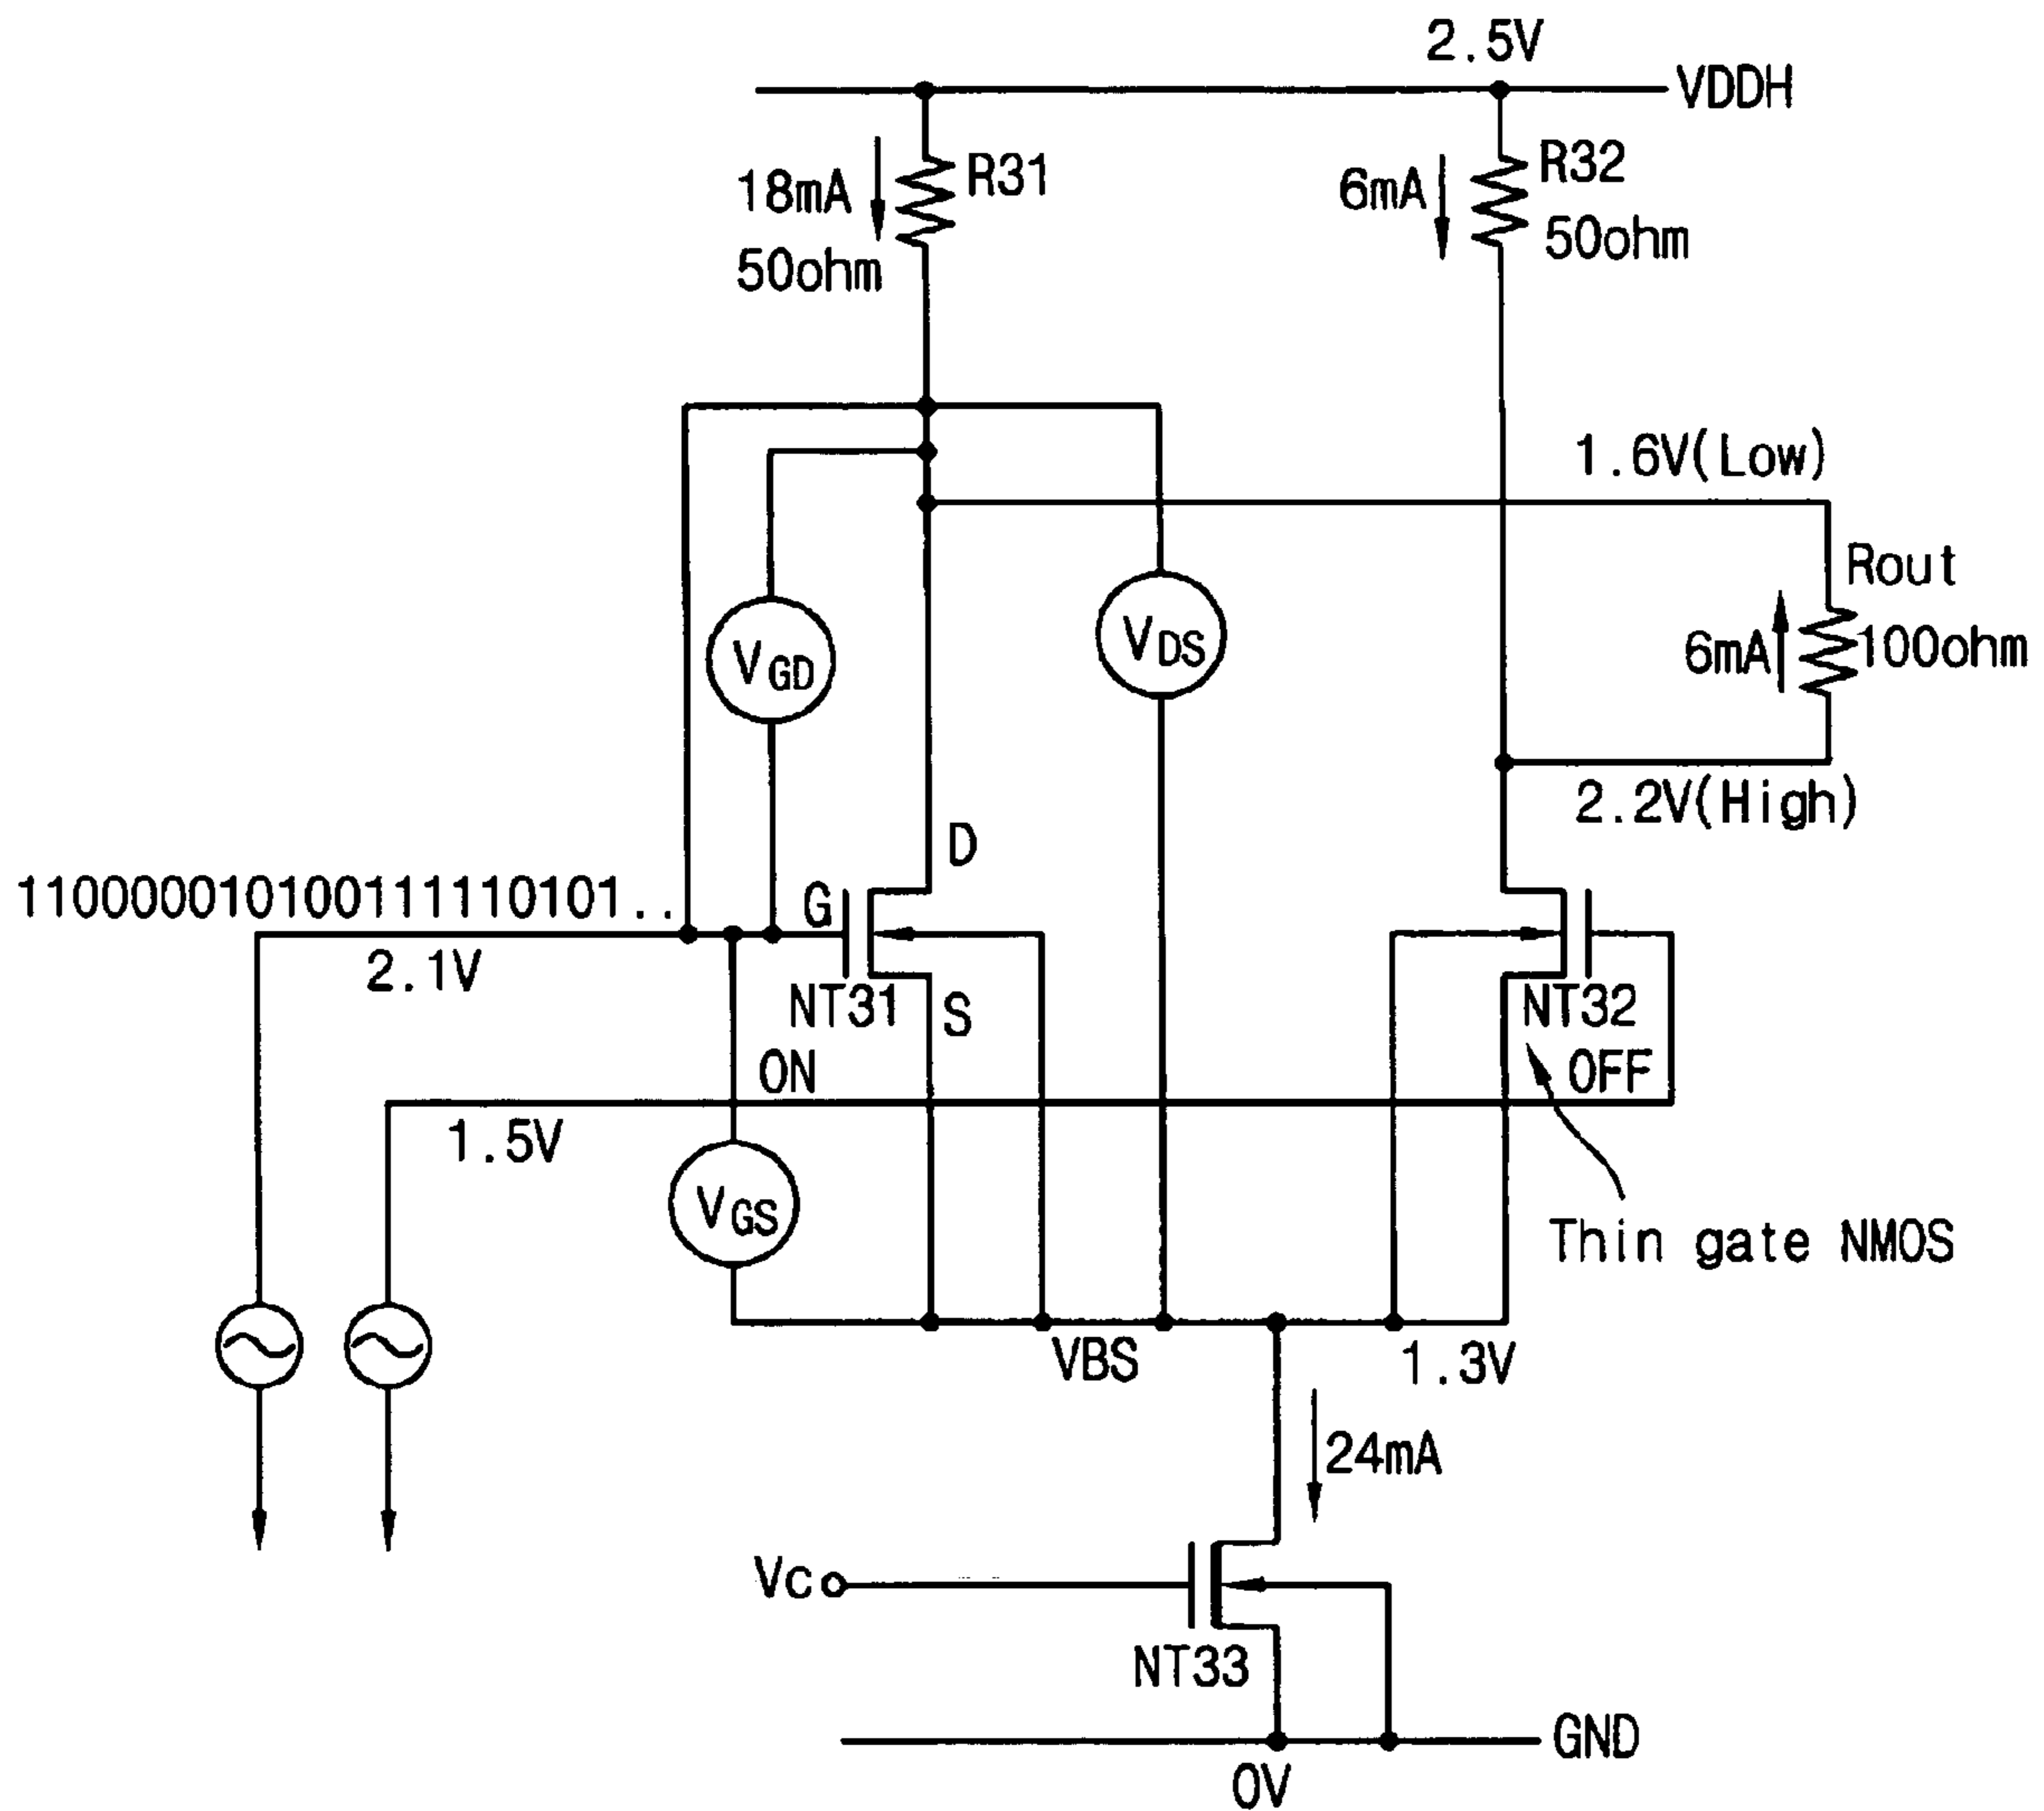 2.5V
VDDH
18mA
R31
50ohm
6mA
R32
50ohm
1.6V(Low)
Rout
6mA
100ohm
VGD
VDS
2.2V(High)
D
110000010100111110101..
G
2.1V
NT31
S
NT32
ON
OFF
1.5V
VGS
Thin gate NMOS
VBS
1.3V
24mA
Vc
NT33
GND
0V